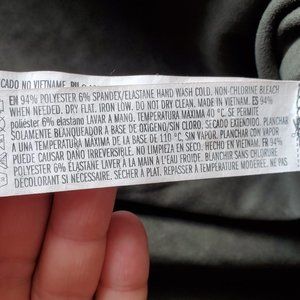 CADO NO VIETNAME.
EN 94% POLYESTER 6% SPANDEX/ELASTANE HAND WASH COLD. NON-CHLORINE BLEACH
WHEN NEEDED. DRY FLAT. IRON LOW. DO NOT DRY CLEAN. MADE IN VIETNAM. ES 94%
poliéster 6% elastano LAVAR A MANO. TEMPERATURA MAXIMA 40 °C. SE PERMITE
SOLAMENTE BLANQUEADOR A BASE DE OXIGENO/SIN CLORO. SECADO EXTENDIDO. PLANCHAR
A UNA TEMPERATURA MAXIMA DE LA BASE DE 110 °C. SIN VAPOR. PLANCHAR CON VAPOR
PUEDE CAUSAR DAÑO IRREVERSIBLE. NO LIMPIEZA EN SECO. HECHO EN VIETNAM. FR 94%
POLYESTER 6% ELASTANE LAVER A LA MAIN À L'EAU FROIDE. BLANCHIR SANS CHLORURE
DÉCOLORANT SI NÉCESSAIRE. SÉCHER À PLAT. REPASSER À TEMPÉRATURE MODÉRÉE. NE PAS